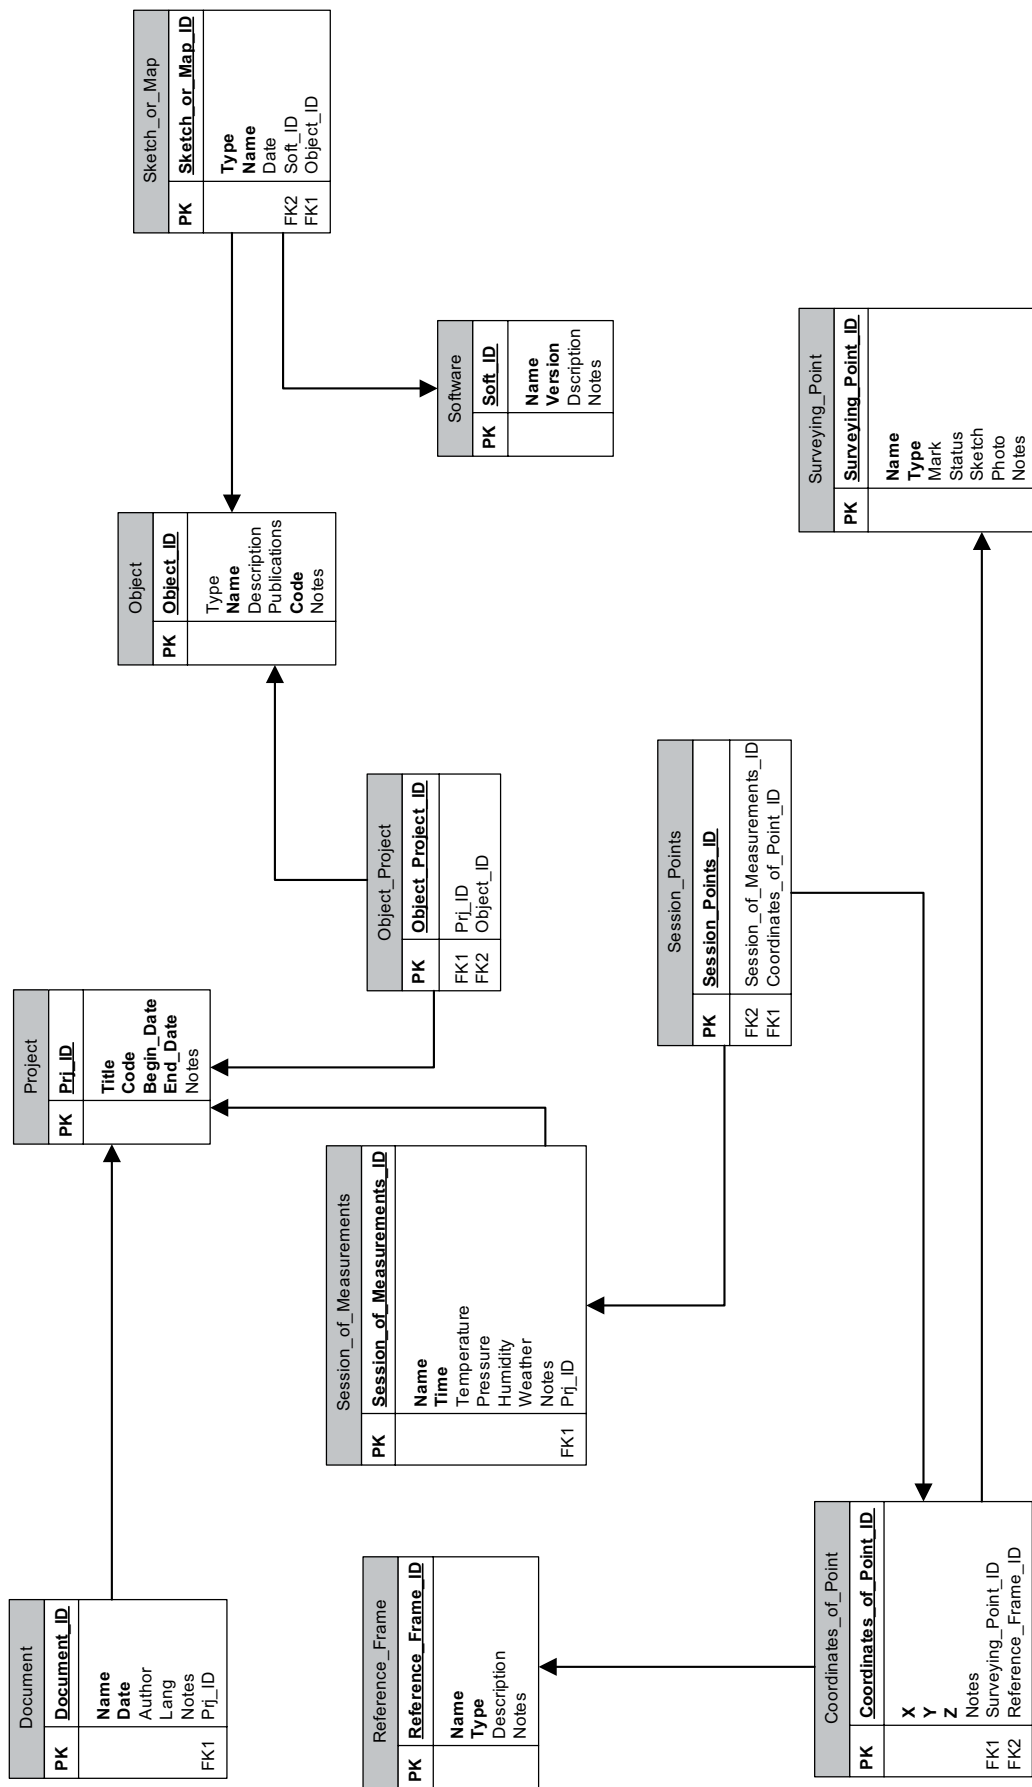 Document
PK Document_ID
Name
Date
Author
Lang
Notes
FK1 Prj_ID
Project
PK Prj_ID
Title
Code
Begin_Date
End_Date
Notes
Object
PK Object_ID
Type
Name
Description
Publications
Code
Notes
Sketch_or_Map
PK Sketch_or_Map_ID
Type
Name
Date
FK2 Soft_ID
FK1 Object_ID
Reference_Frame
PK Reference_Frame_ID
Name
Type
Description
Notes
Session_of_Measurements
PK Session_of_Measurements_ID
Name
Time
Temperature
Pressure
Humidity
Weather
Notes
FK1 Prj_ID
Object_Project
PK Object_Project_ID
FK1 Prj_ID
FK2 Object_ID
Software
PK Soft_ID
Name
Version
Dscription
Notes
Coordinates_of_Point
PK Coordinates_of_Point_ID
X
Y
Z
Notes
FK1 Surveying_Point_ID
FK2 Reference_Frame_ID
Session_Points
PK Session_Points_ID
FK2 Session_of_Measurements_ID
FK1 Coordinates_of_Point_ID
Surveying_Point
PK Surveying_Point_ID
Name
Type
Mark
Status
Sketch
Photo
Notes